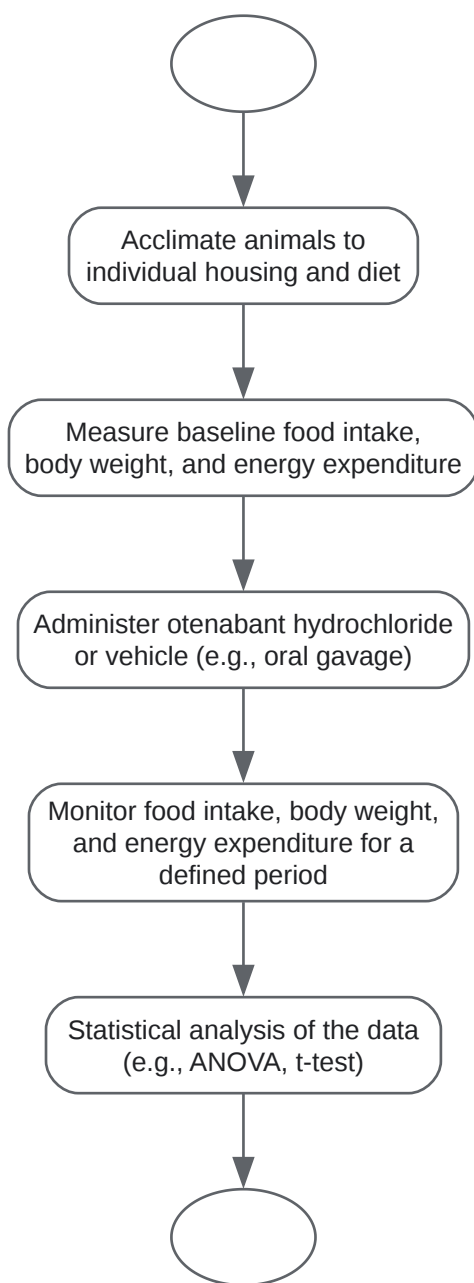 Acclimate animals to
individual housing and diet
Measure baseline food intake,
body weight, and energy expenditure
Administer otenabant hydrochloride
or vehicle (e.g., oral gavage)
Monitor food intake, body weight,
and energy expenditure for a
defined period
Statistical analysis of the data
(e.g., ANOVA, t-test)